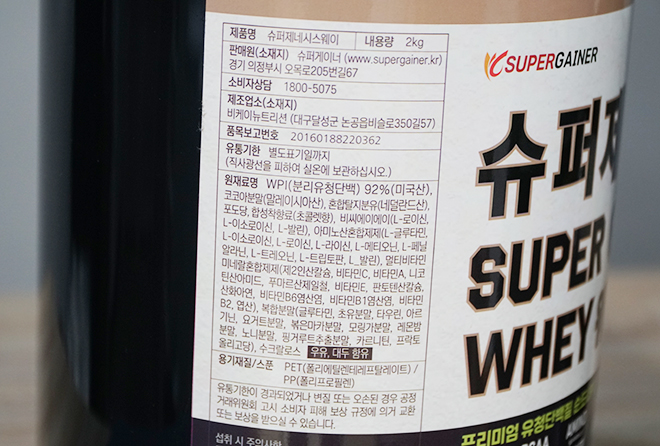 제품명 슈퍼제네시스웨이 내용량 2kg
판매원(소재지) 슈퍼게이너 (www.supergainer.kr)
경기 의정부시 오목로205번길67
소비자상담 1800-5075
제조업소(소재지)
비케이뉴트리션 (대구달성군 논공읍비슬로350길57)
품목보고번호 20160188220362
유통기한 별도표기일까지
(직사광선을 피하여 실온에 보관하십시오.)
원재료명 WPI(분리유청단백) 92%(미국산),
코코아분말(말레이시아산), 혼합탈지분유(네덜란드산),
포도당, 합성착향료(초콜렛향), 비씨에이에이(L-로이신,
L-이소로이신, L-발린), 아미노산혼합제제(L-글루타민,
L-이소로이신, L-로이신, L-라이신, L-메티오닌, L-페닐
알라닌, L-트레오닌, L-트립토판, L_발린), 멀티비타민
미네랄혼합제제(제2인산칼슘, 비타민C, 비타민A, 니코
틴산아미드, 푸마르산제일철, 비타민E, 판토텐산칼슘,
산화아연, 비타민B6염산염, 비타민B1염산염, 비타민
B2, 엽산), 복합분말(글루타민, 초유분말, 타우린, 아르
기닌, 요거트분말, 볶은마카분말, 모링가분말, 레몬밤
분말, 노니분말, 핑거루트추출분말, 카르니틴, 프락토
올리고당), 수크랄로스 우유, 대두 함유
용기재질/스푼 PET(폴리에틸렌테레프탈레이트) /
PP(폴리프로필렌)
유통기한이 경과되었거나 변질 또는 오손된 경우 공정
거래위원회 고시 소비자 피해 보상 규정에 의거 교환
또는 보상을 받으실 수 있습니다.
섭취 시 주의사항
SUPERGAINER
슈퍼제
SUPER
WHEY
프리미엄 유청단백질